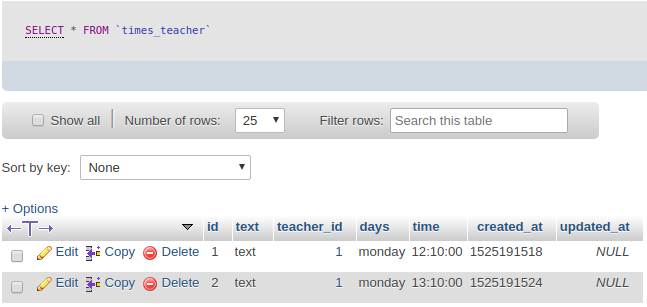 SELECT * FROM `times_teacher`
Show all Number of rows: 25 Filter rows: Search this table
Sort by key: None
+ Options
←T→ id text teacher_id days time created_at updated_at
Edit Copy Delete 1 text 1 monday 12:10:00 1525191518 NULL
Edit Copy Delete 2 text 1 monday 13:10:00 1525191524 NULL